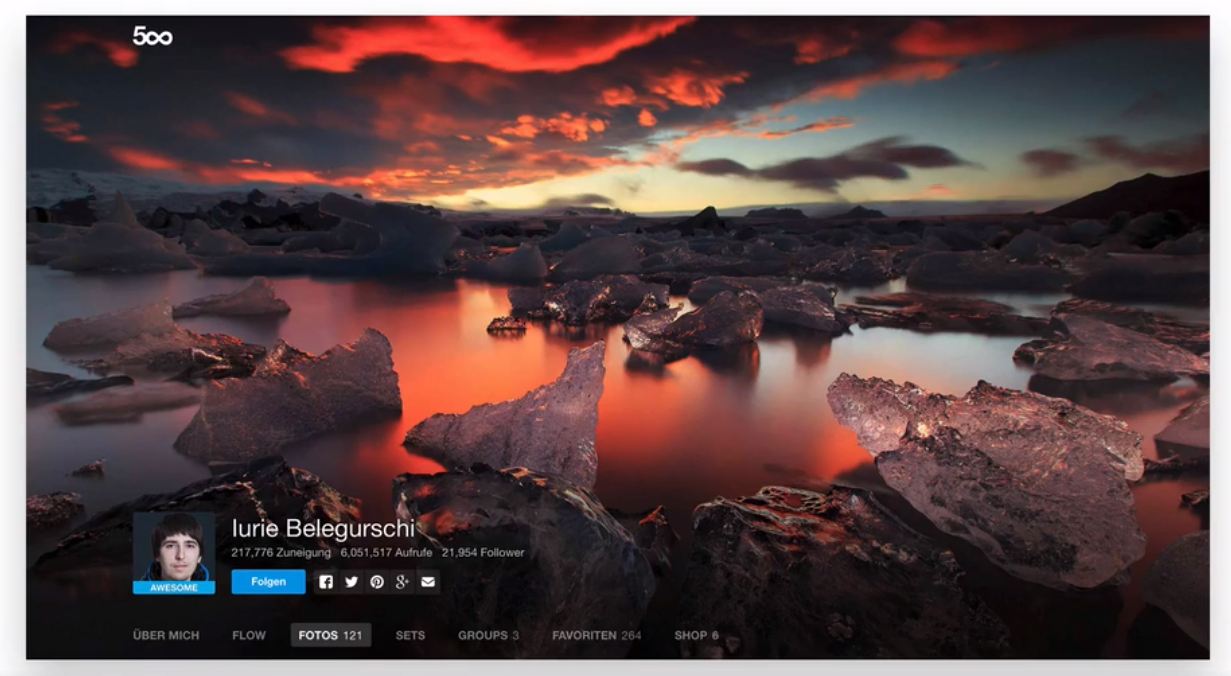 500
Iurie Belegurschi
217,776 Zuneigung 6,051,517 Aufrufe 21,954 Follower
AWESOME
Folgen
ÜBER MICH FLOW FOTOS 121 SETS GROUPS 3 FAVORITEN 264 SHOP 6